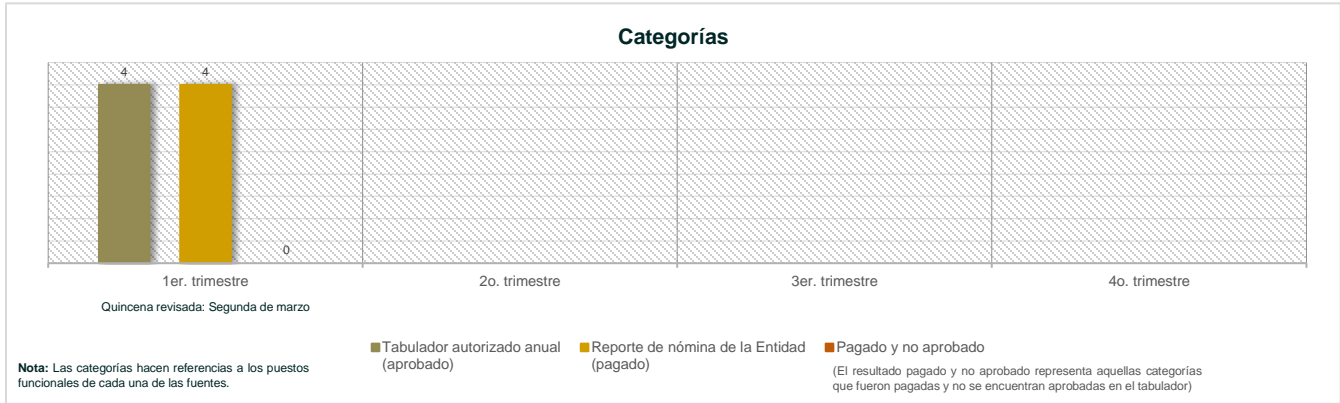 Categorías
4
4
0
1er. trimestre
2o. trimestre
3er. trimestre
4o. trimestre
Quincena revisada: Segunda de marzo
Tabulador autorizado anual
(aprobado)
Reporte de nómina de la Entidad
(pagado)
Pagado y no aprobado
(El resultado pagado y no aprobado representa aquellas categorías
que fueron pagadas y no se encuentran aprobadas en el tabulador)
Nota: Las categorías hacen referencias a los puestos
funcionales de cada una de las fuentes.